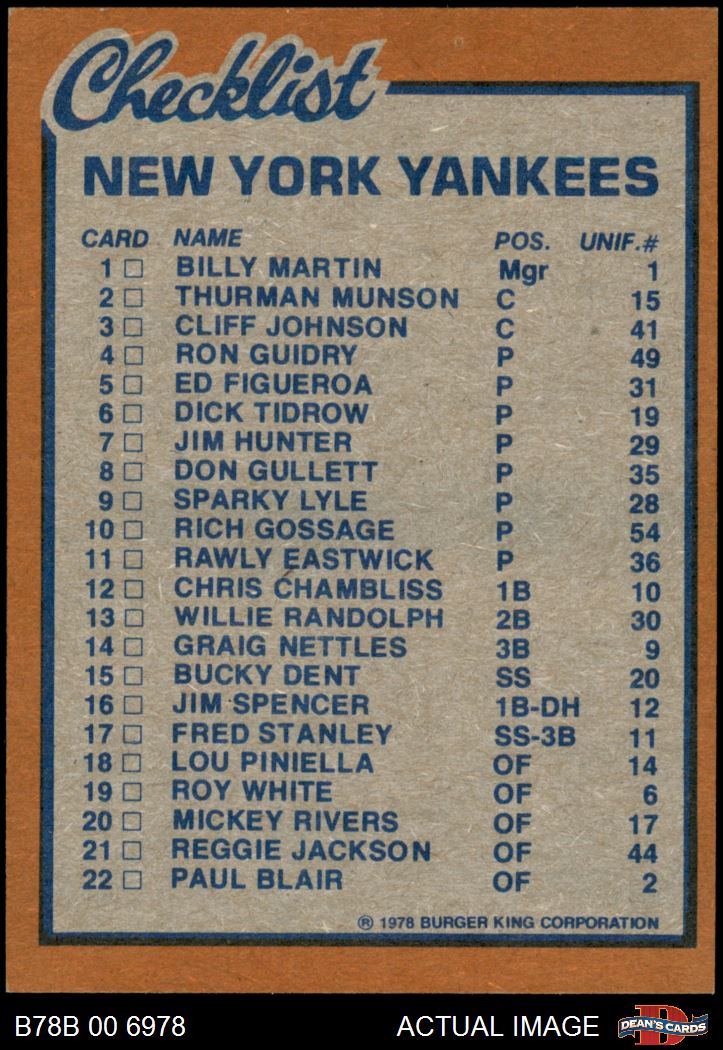 Checklist
NEW YORK YANKEES
CARD NAME POS. UNIF.#
1 □ BILLY MARTIN Mgr 1
2 □ THURMAN MUNSON C 15
3 □ CLIFF JOHNSON C 41
4 □ RON GUIDRY P 49
5 □ ED FIGUEROA P 31
6 □ DICK TIDROW P 19
7 □ JIM HUNTER P 29
8 □ DON GULLETT P 35
9 □ SPARKY LYLE P 28
10 □ RICH GOSSAGE P 54
11 □ RAWLY EASTWICK P 36
12 □ CHRIS CHAMBLISS 1B 10
13 □ WILLIE RANDOLPH 2B 30
14 □ GRAIG NETTLES 3B 9
15 □ BUCKY DENT SS 20
16 □ JIM SPENCER 1B-DH 12
17 □ FRED STANLEY SS-3B 11
18 □ LOU PINIELLA OF 14
19 □ ROY WHITE OF 6
20 □ MICKEY RIVERS OF 17
21 □ REGGIE JACKSON OF 44
22 □ PAUL BLAIR OF 2
® 1978 BURGER KING CORPORATION
B78B 00 6978 ACTUAL IMAGE D DEAN'S CARDS